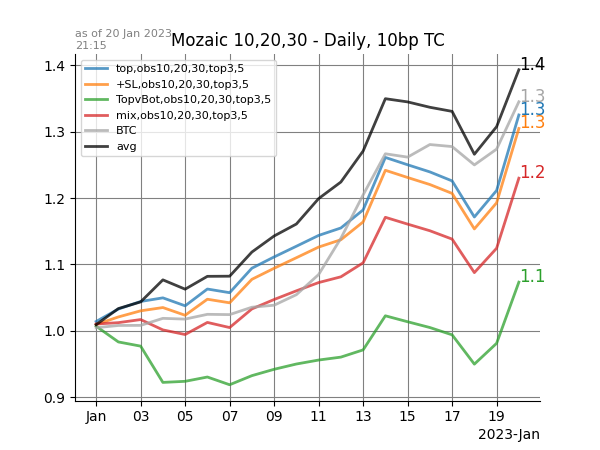 as of 20 Jan 2023
21:15
Mozaic 10,20,30 - Daily, 10bp TC
top,obs10,20,30,top3,5
+SL,obs10,20,30,top3,5
TopvBot,obs10,20,30,top3,5
mix,obs10,20,30,top3,5
BTC
avg
1.4
1.3
1.2
1.1
1.0
0.9
1.4
1.3
1.3
1.3
1.2
1.1
Jan 03 05 07 09 11 13 15 17 19
2023-Jan